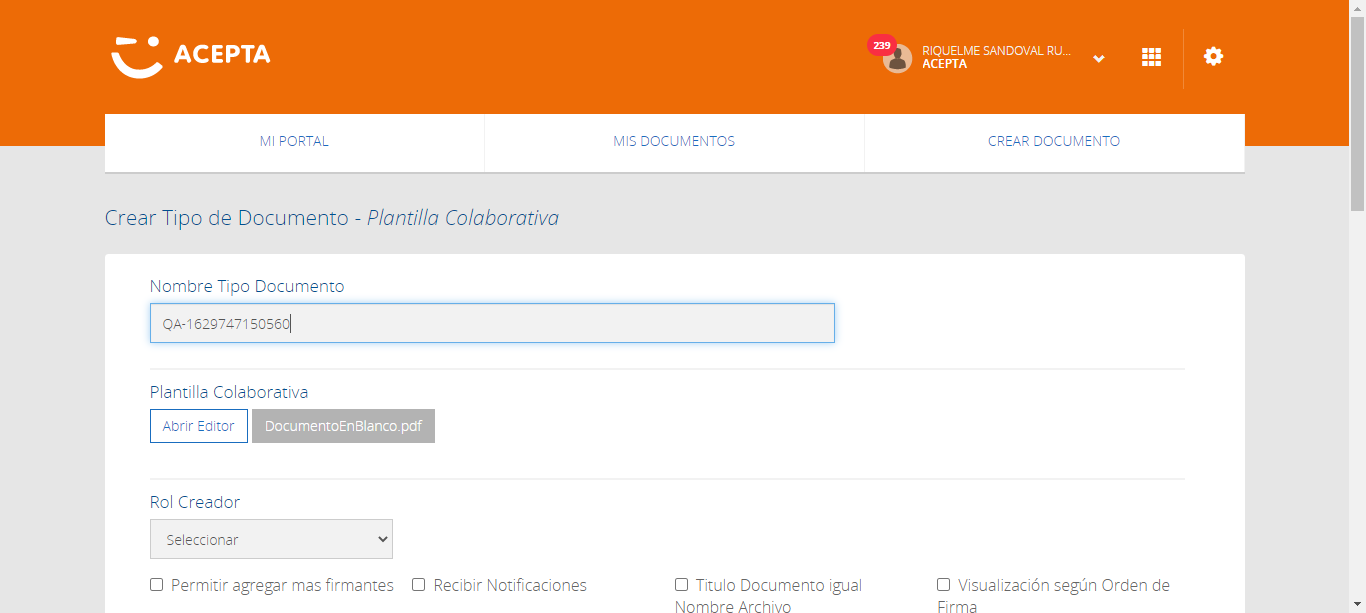 ACEPTA
239
RIQUELME SANDOVAL RU...
ACEPTA
MI PORTAL
MIS DOCUMENTOS
CREAR DOCUMENTO
Crear Tipo de Documento - Plantilla Colaborativa
Nombre Tipo Documento
QA-1629747150560
Plantilla Colaborativa
Abrir Editor
DocumentoEnBlanco.pdf
Rol Creador
Seleccionar
Permitir agregar mas firmantes
Recibir Notificaciones
Titulo Documento igual
Nombre Archivo
Visualización según Orden de
Firma